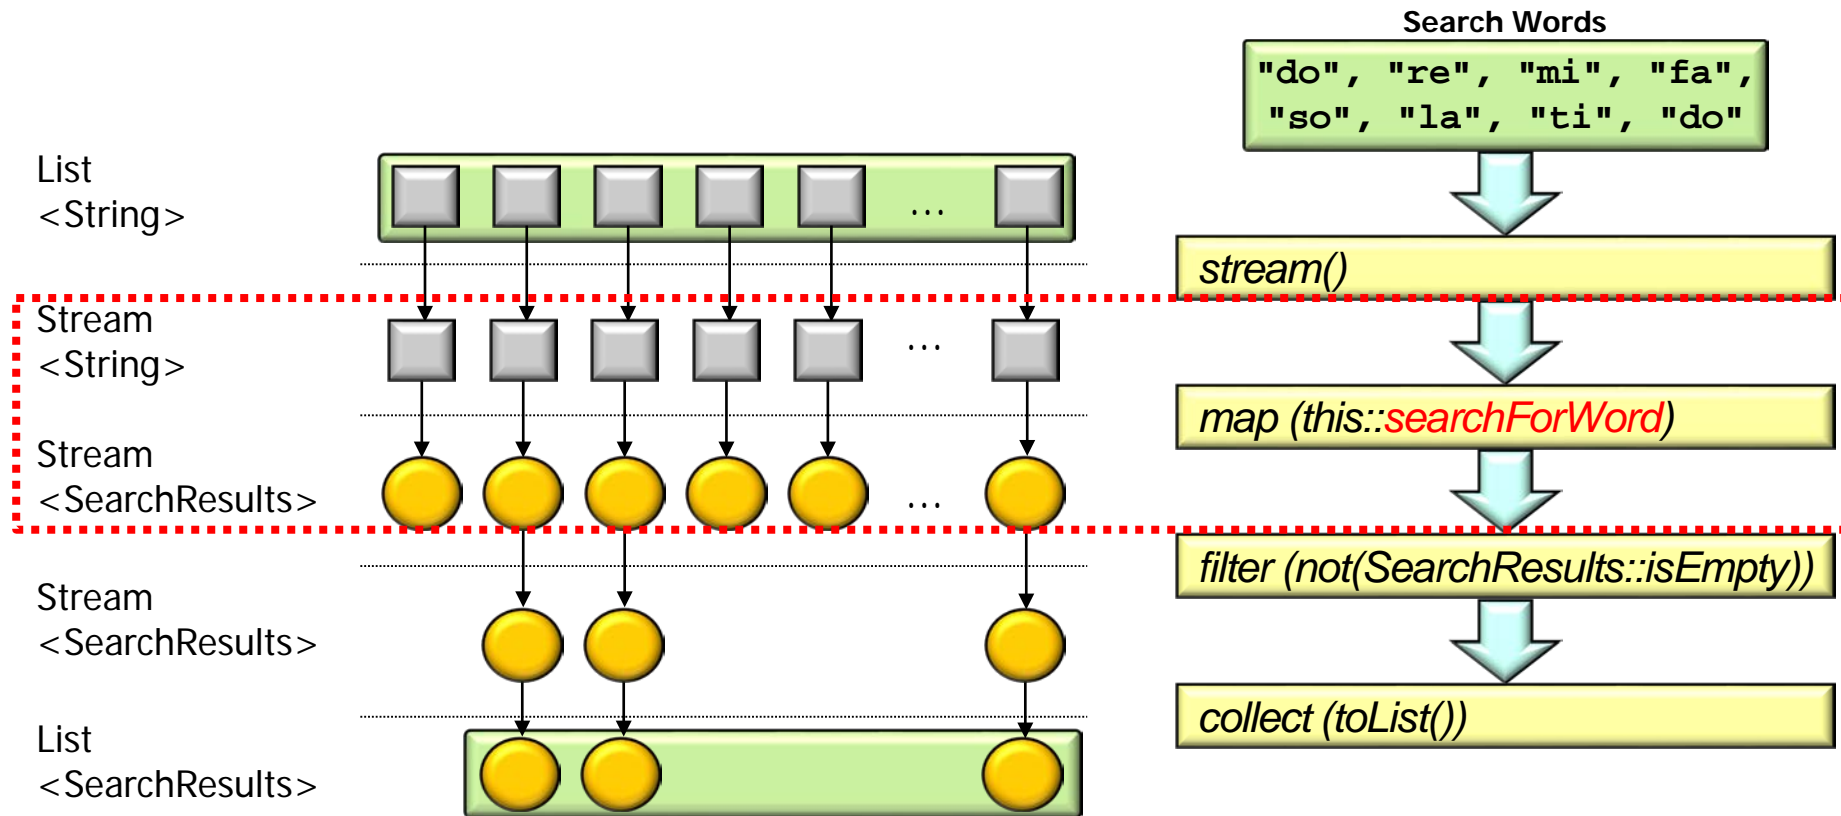 Search Words
"do", "re", "mi", "fa",
"so", "la", "ti", "do"
List
<String>
...
stream()
Stream
<String>
...
map (this::searchForWord)
Stream
<SearchResults>
...
filter (not(SearchResults::isEmpty))
Stream
<SearchResults>
collect (toList())
List
<SearchResults>